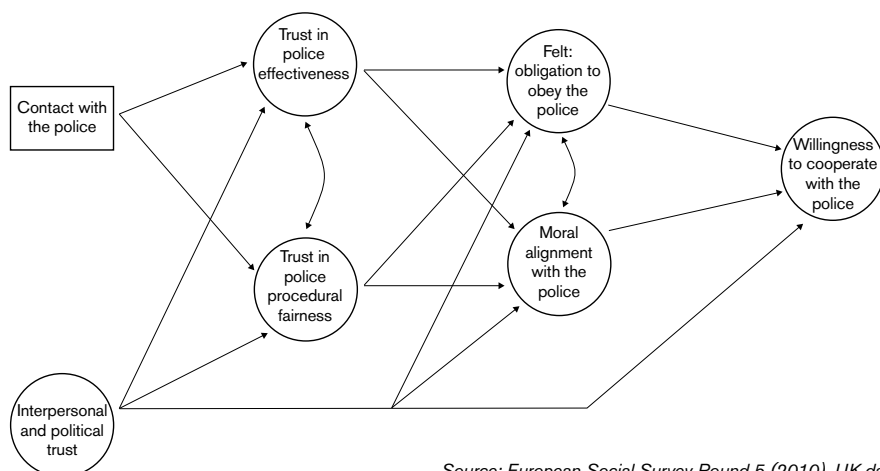 Trust in
police
effectiveness
Felt:
obligation to
obey the
police
Contact with
the police
Willingness
to cooperate
with the
police
Trust in
police
procedural
fairness
Moral
alignment
with the
police
Interpersonal
and political
trust
Source: European Social Survey Round 5 (2010), UK da